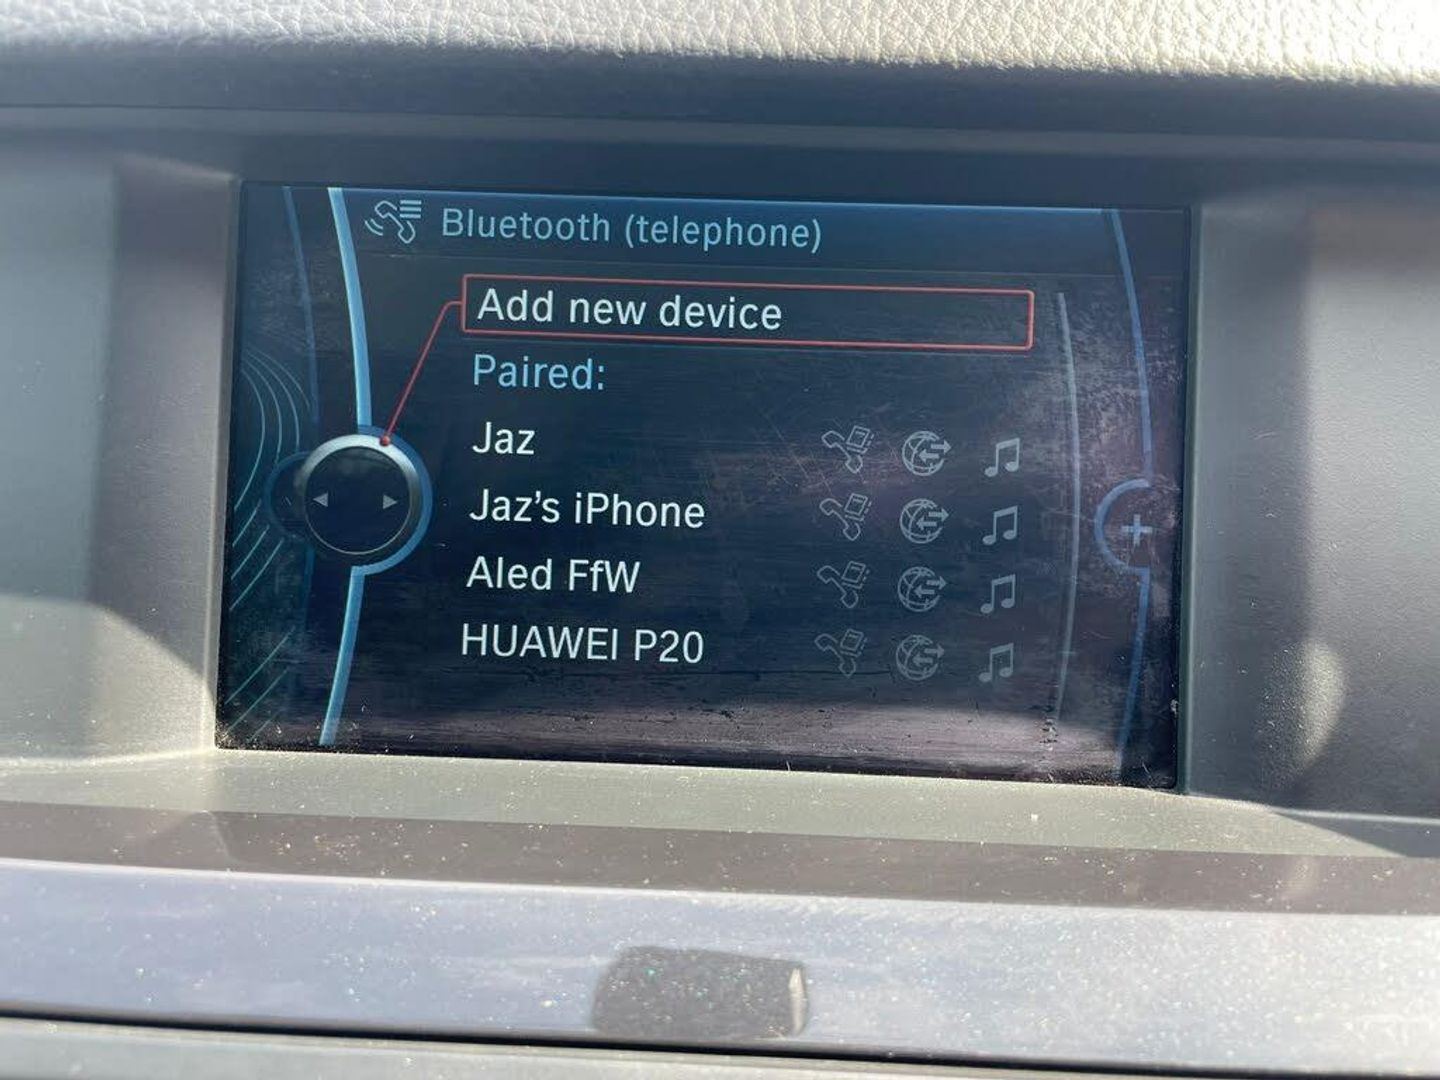 Bluetooth (telephone)
Add new device
Paired:
Jaz
Jaz's iPhone
Aled FfW
HUAWEI P20